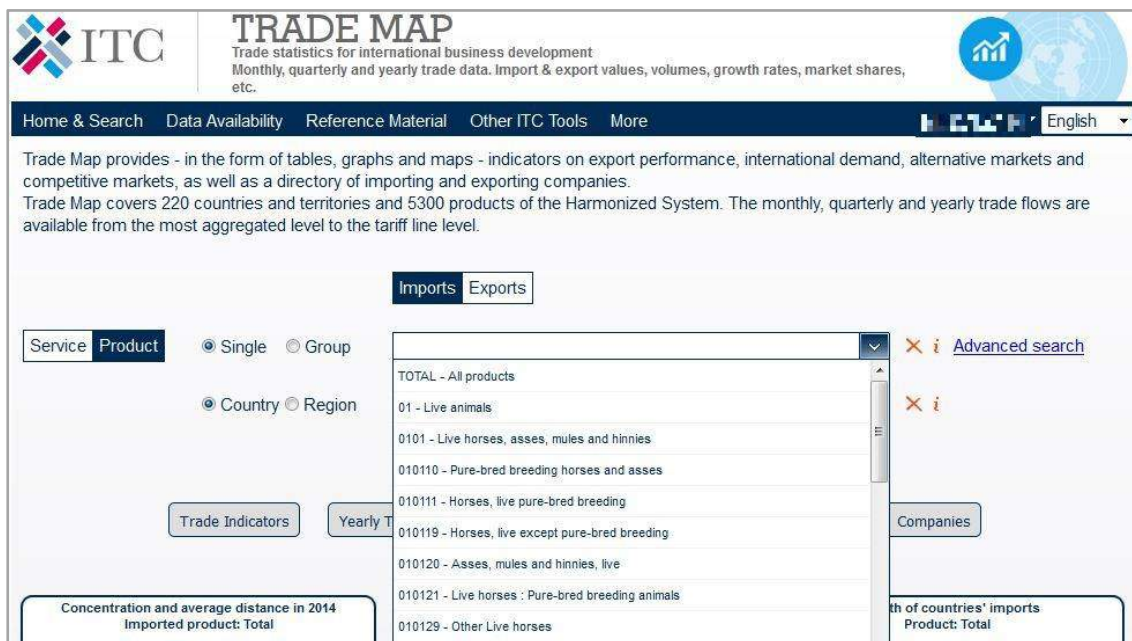 ITC
TRADE MAP
Trade statistics for international business development
Monthly, quarterly and yearly trade data. Import & export values, volumes, growth rates, market shares,
etc.
Home & Search Data Availability Reference Material Other ITC Tools More English
Trade Map provides - in the form of tables, graphs and maps - indicators on export performance, international demand, alternative markets and
competitive markets, as well as a directory of importing and exporting companies.
Trade Map covers 220 countries and territories and 5300 products of the Harmonized System. The monthly, quarterly and yearly trade flows are
available from the most aggregated level to the tariff line level.
Imports Exports
Service Product Single Group Advanced search
TOTAL - All products
Country Region
01 - Live animals
0101 - Live horses, asses, mules and hinnies
010110 - Pure-bred breeding horses and asses
010111 - Horses, live pure-bred breeding
Trade Indicators Yearly T Companies
010119 - Horses, live except pure-bred breeding
010120 - Asses, mules and hinnies, live
010121 - Live horses : Pure-bred breeding animals
010129 - Other Live horses
Concentration and average distance in 2014
Imported product: Total
th of countries' imports
Product: Total